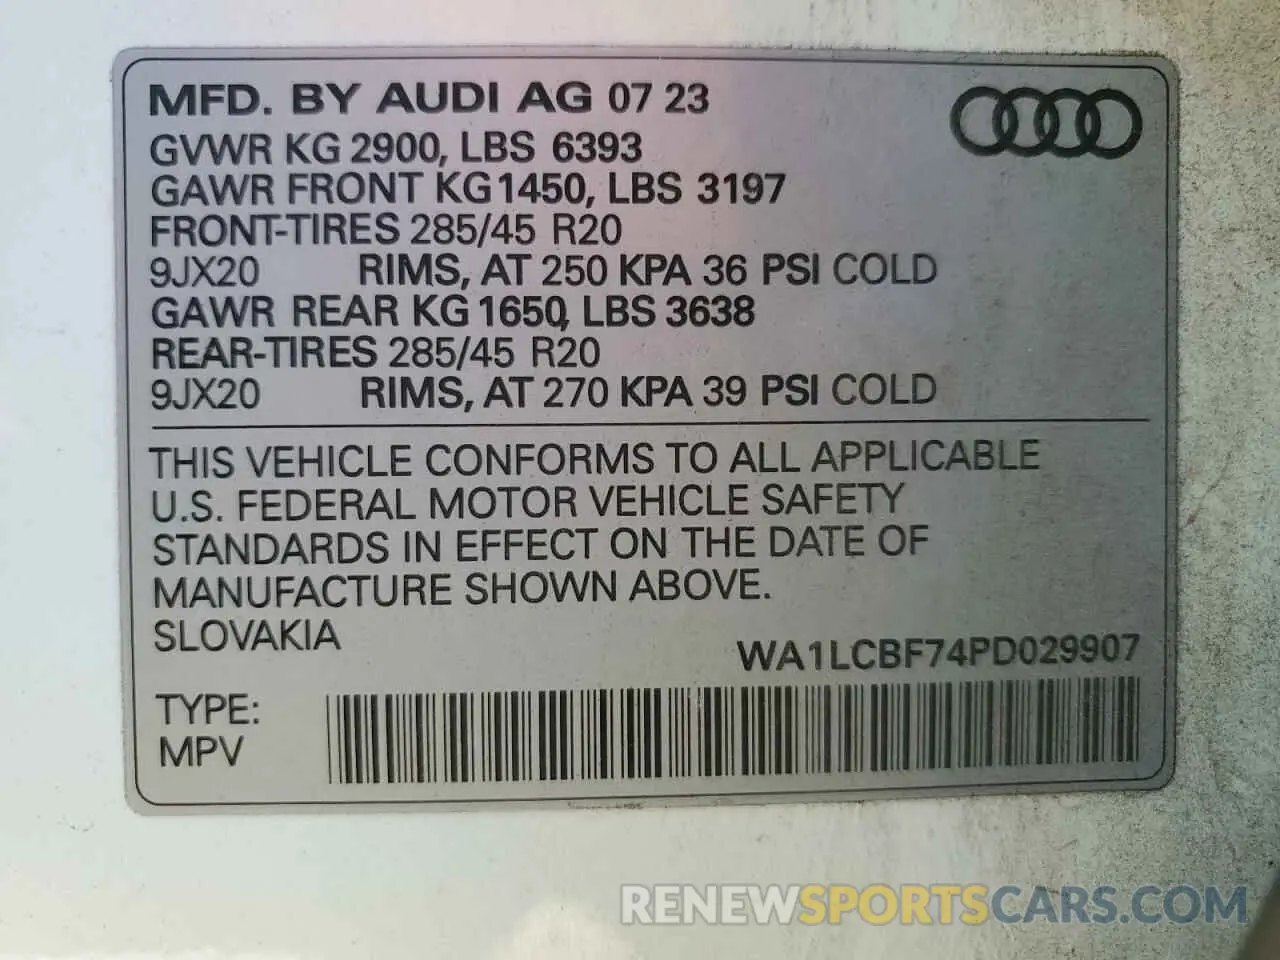 MFD. BY AUDI AG 07 23
GVWR KG 2900, LBS 6393
GAWR FRONT KG 1450, LBS 3197
FRONT-TIRES 285/45 R20
9JX20 RIMS, AT 250 KPA 36 PSI COLD
GAWR REAR KG 1650, LBS 3638
REAR-TIRES 285/45 R20
9JX20 RIMS, AT 270 KPA 39 PSI COLD
THIS VEHICLE CONFORMS TO ALL APPLICABLE
U.S. FEDERAL MOTOR VEHICLE SAFETY
STANDARDS IN EFFECT ON THE DATE OF
MANUFACTURE SHOWN ABOVE.
SLOVAKIA
WA1LCBF74PD029907
TYPE:
MPV
RENEWSPORTSCARS.COM